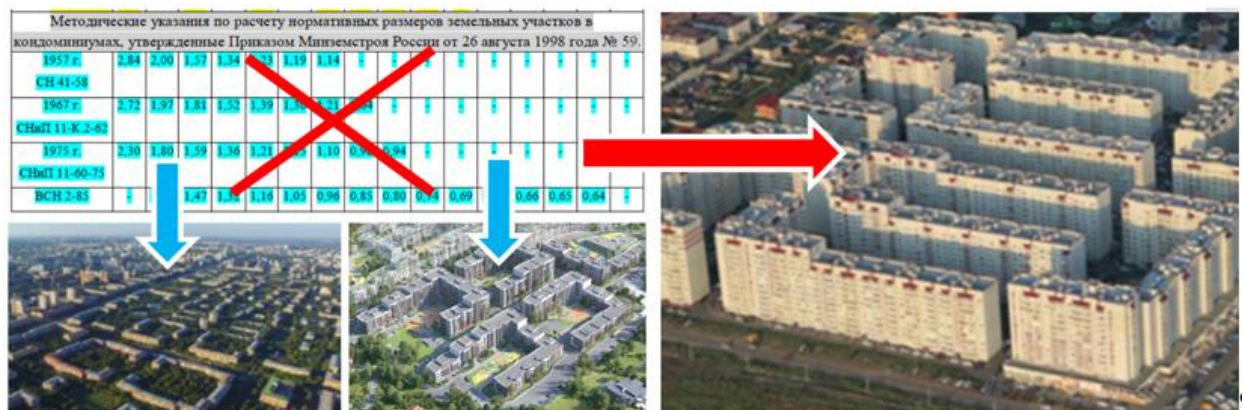 Методические указания по расчету нормативных размеров земельных участков в
кондоминиумах, утвержденные Приказом Минземстроя России от 26 августа 1998 года № 59.
1957 г. 2,84 2,00 1,57 1,34 1,19 1,14 - - - - - - - -
СН 41-58
1967 г. 2,72 1,97 1,81 1,52 1,39 - - - - - - -
СНиП 11-К.2-62
1975 г. 2,30 1,80 1,59 1,36 1,21 1,10 0,94 - - - -
СНиП 11-60-75
ВСН 2-85 - 1,47 1,16 1,05 0,96 0,85 0,80 0,69 0,66 0,65 0,64 -